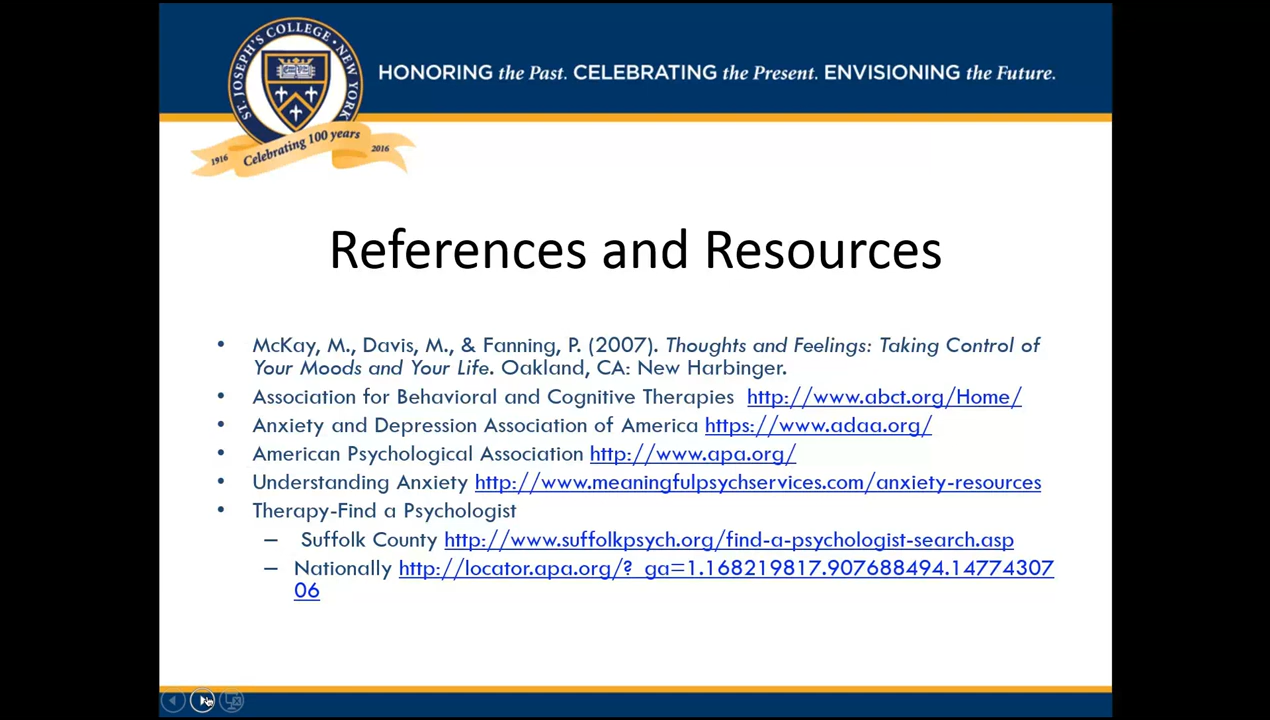 ST. JOSEPH'S COLLEGE • NEW YORK
HONORING the Past. CELEBRATING the Present. ENVISIONING the Future.
1916 Celebrating 100 years 2016
References and Resources
• McKay, M., Davis, M., & Fanning, P. (2007). Thoughts and Feelings: Taking Control of
Your Moods and Your Life. Oakland, CA: New Harbinger.
• Association for Behavioral and Cognitive Therapies http://www.abct.org/Home/
• Anxiety and Depression Association of America https://www.adaa.org/
• American Psychological Association http://www.apa.org/
• Understanding Anxiety http://www.meaningfulpsychservices.com/anxiety-resources
• Therapy-Find a Psychologist
– Suffolk County http://www.suffolkpsych.org/find-a-psychologist-search.asp
– Nationally http://locator.apa.org/?_ga=1.168219817.907688494.14774307
06